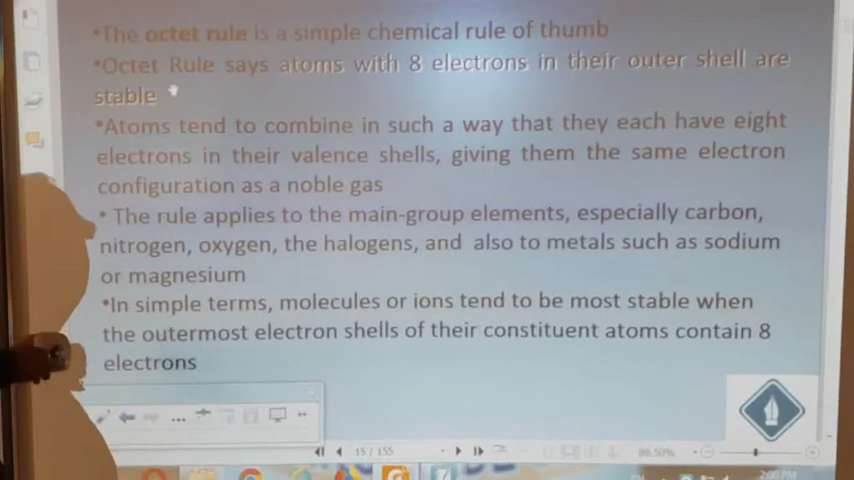 •The octet rule is a simple chemical rule of thumb
•Octet Rule says atoms with 8 electrons in their outer shell are
stable
•Atoms tend to combine in such a way that they each have eight
electrons in their valence shells, giving them the same electron
configuration as a noble gas
• The rule applies to the main-group elements, especially carbon,
nitrogen, oxygen, the halogens, and also to metals such as sodium
or magnesium
•In simple terms, molecules or ions tend to be most stable when
the outermost electron shells of their constituent atoms contain 8
electrons
15 / 155
88.50%
2:00 PM